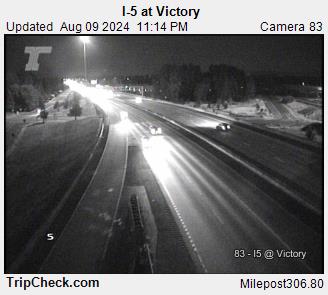 I-5 at Victory
Updated Aug 09 2024 11:14 PM Camera 83
T
S
83 - I5 @ Victory
TripCheck.com Milepost306.80